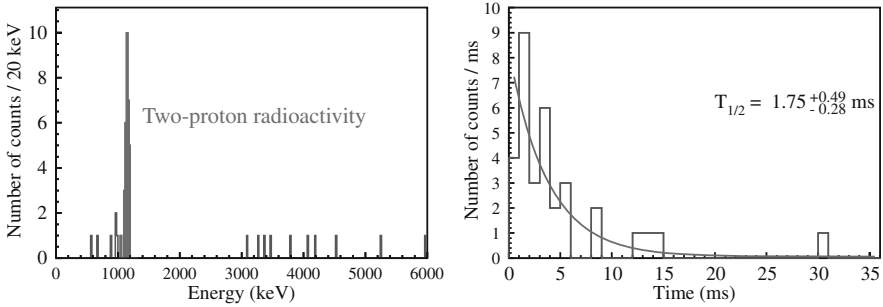 Number of counts / 20 keV
10
8
6
4
2
0
Two-proton radioactivity
0 1000 2000 3000 4000 5000 6000
Energy (keV)
Number of counts / ms
10
9
8
7
6
5
4
3
2
1
0
T1/2 = 1.75 +0.49 - 0.28 ms
0 5 10 15 20 25 30 35
Time (ms)